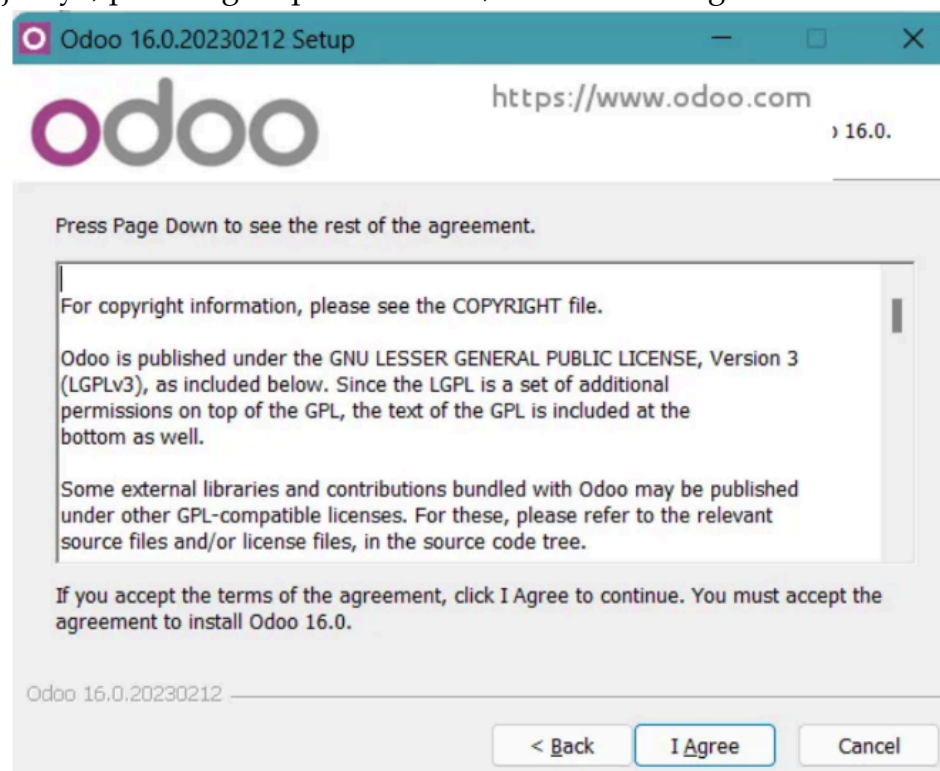 Odoo 16.0.20230212 Setup
odoo
https://www.odoo.com
16.0.
Press Page Down to see the rest of the agreement.
For copyright information, please see the COPYRIGHT file.
Odoo is published under the GNU LESSER GENERAL PUBLIC LICENSE, Version 3
(LGPLv3), as included below. Since the LGPL is a set of additional
permissions on top of the GPL, the text of the GPL is included at the
bottom as well.
Some external libraries and contributions bundled with Odoo may be published
under other GPL-compatible licenses. For these, please refer to the relevant
source files and/or license files, in the source code tree.
If you accept the terms of the agreement, click I Agree to continue. You must accept the
agreement to install Odoo 16.0.
Odoo 16.0.20230212
< Back
I Agree
Cancel